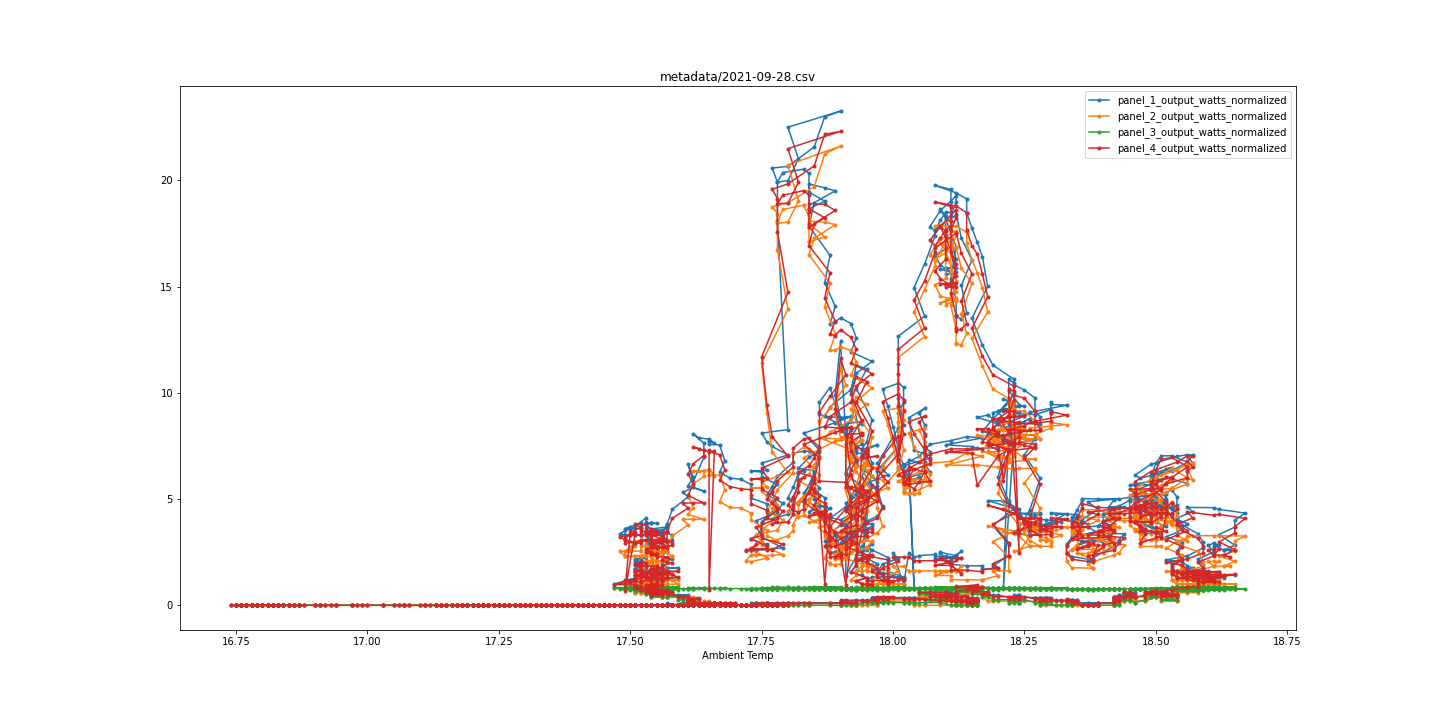 metadata/2021-09-28.csv
panel_1_output_watts_normalized
panel_2_output_watts_normalized
panel_3_output_watts_normalized
panel_4_output_watts_normalized
20
15
10
5
0
16.75 17.00 17.25 17.50 17.75 18.00 18.25 18.50 18.75
Ambient Temp